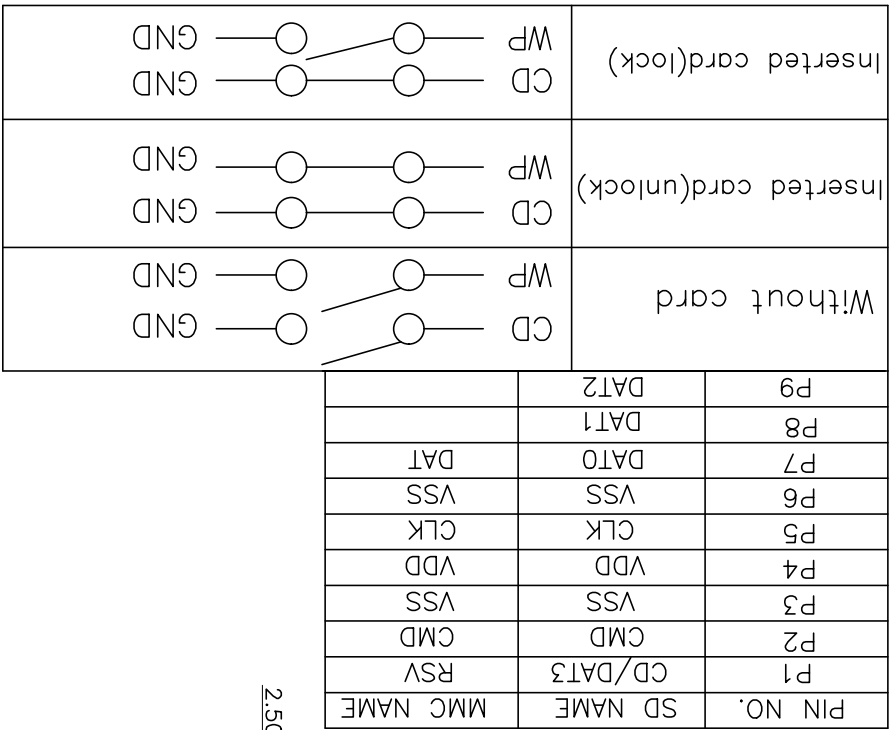 PIN NO. SD NAME MMC NAME
P1 CD/DAT3 RSV
P2 CMD CMD
P3 VSS VSS
P4 VDD VDD
P5 CLK CLK
P6 VSS VSS
P7 DAT0 DAT
P8 DAT1
P9 DAT2
Without card
CD GND
WP GND
Inserted card(unlock)
CD GND
WP GND
Inserted card(lock)
CD GND
WP GND